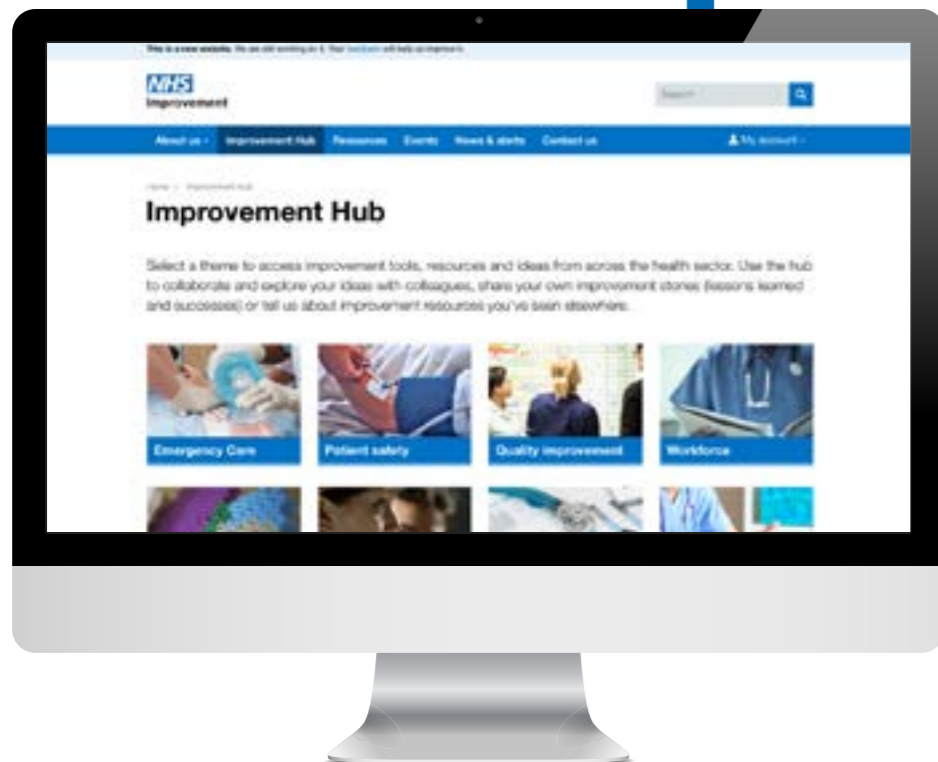 This is a new website. We are still working on it. Your feedback will help us improve it.
NHS
Improvement
Search
About us Improvement Hub Resources Events News & alerts Contact us My account
Home > Improvement Hub
Improvement Hub
Select a theme to access improvement tools, resources and ideas from across the health sector. Use the hub
to collaborate and explore your ideas with colleagues, share your own improvement stories (lessons learned
and successes) or tell us about improvement resources you've seen elsewhere.
Emergency Care Patient safety Quality improvement Workforce